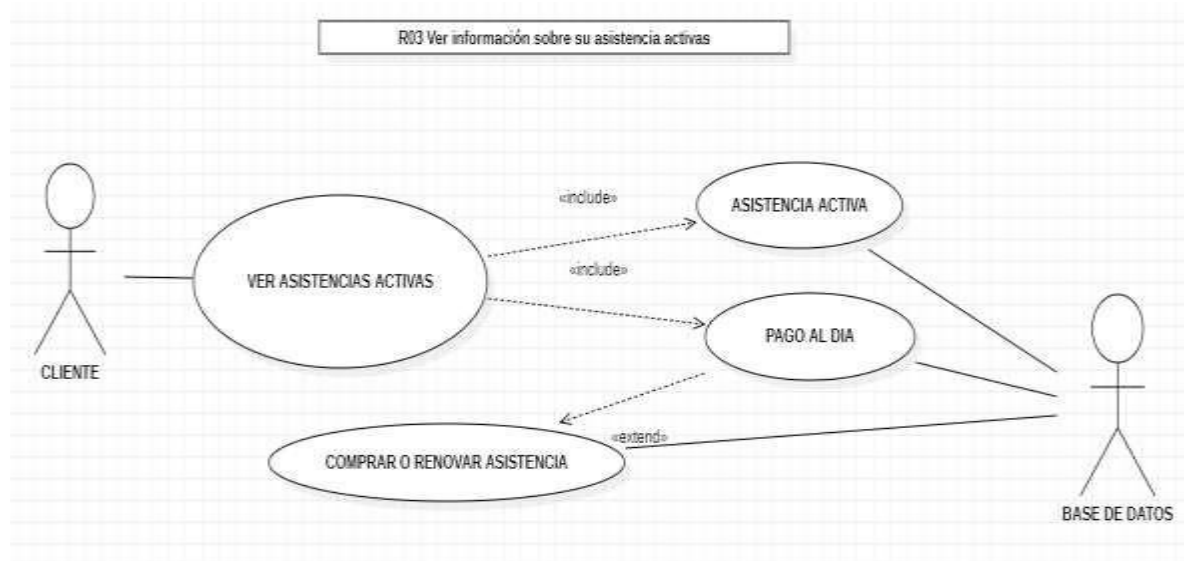 R03 Ver información sobre su asistencia activas
«include»
ASISTENCIA ACTIVA
«include»
VER ASISTENCIAS ACTIVAS
PAGO AL DIA
CLIENTE
«extend»
COMPRAR O RENOVAR ASISTENCIA
BASE DE DATOS